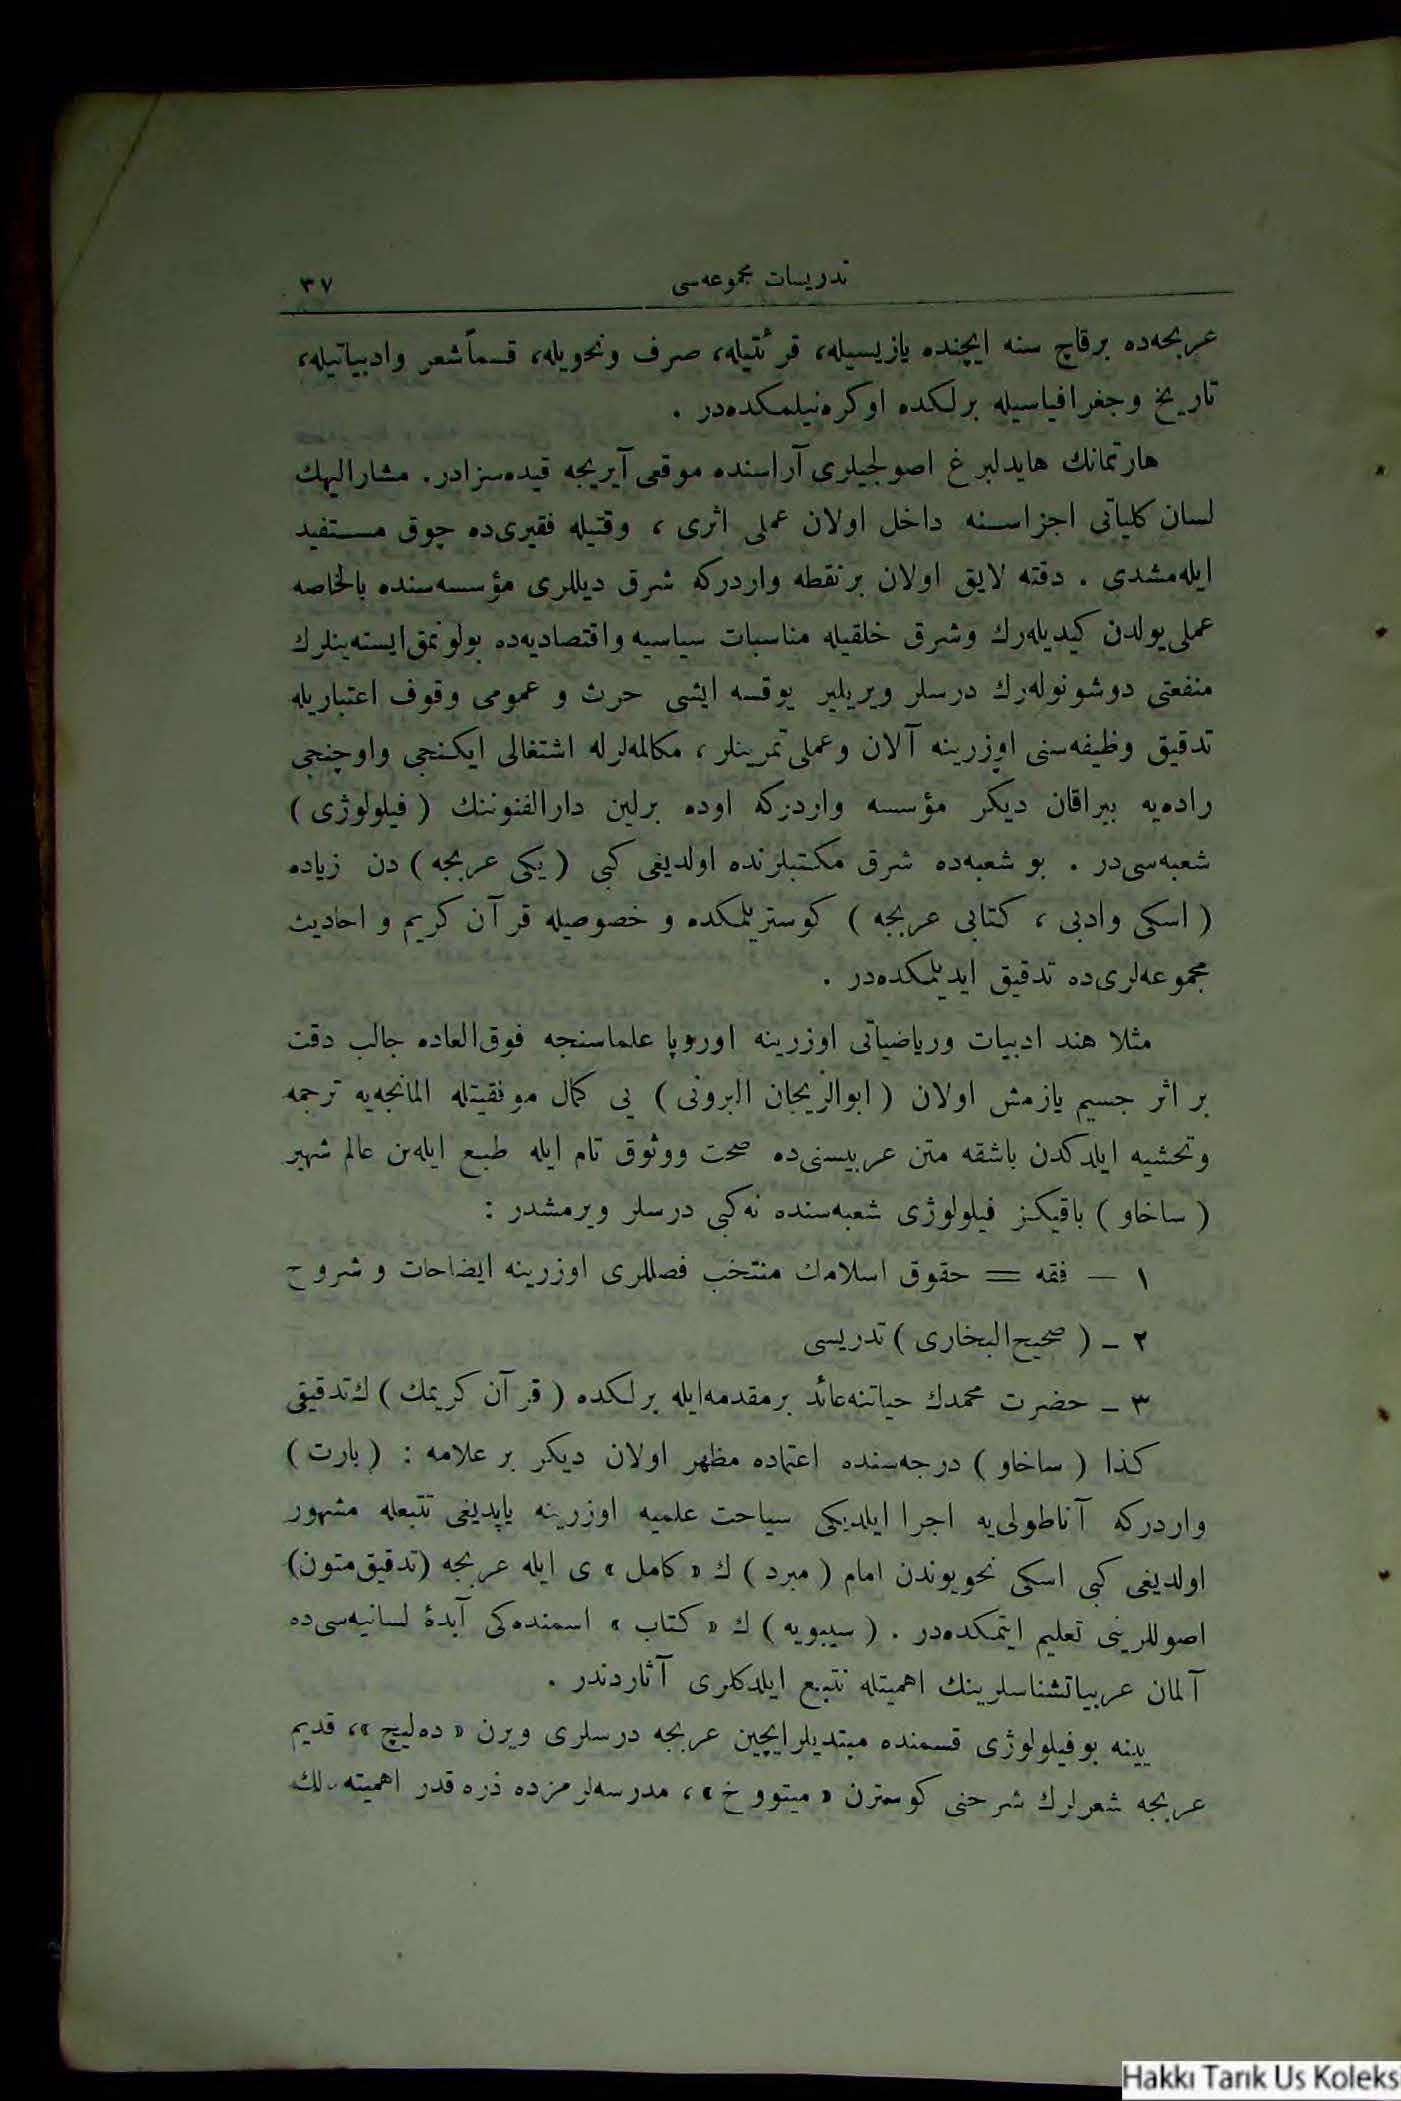 تدریسات مجموعه‌سی ۳۷
عربجه‌ده برقاچ سنه ایچنده یازیسیله، قرئتیله، صرف ونحویله، قسماً شعر وادبیاتیله،
تاریخ وجغرافیاسیله برلکده اوکره‌نیلمکده‌در .
هارتمانك هایدلبرغ اصولجیلری آراسنده موقعی آیریجه قیده سزادر. مشارالیهك
لسان کلیاتی اجزاسنه داخل اولان عملی اثری ، وقتیله فقیری‌ده چوق مستفید
ایله‌مشدی . دقته لایق اولان برنقطه واردرکه شرق دیللری مؤسسه‌سنده بالخاصه
عملی یولدن کیدیله‌رك وشرق خلقیله مناسبات سیاسیه واقتصادیه‌ده بولونمق ایسته‌ینلرك
منفعتی دوشونوله‌رك درسلر ویریلیر یوقسه ایشی حرث و عمومی وقوف اعتباریله
تدقیق وظیفه‌سنی اوزرینه آلان وعملی تمرینلر ، مکالمه‌لرله اشتغالی ایکنجی واوچنجی
راده‌یه بیراقان دیکر مؤسسه واردرکه اوده برلین دارالفنوننك ( فیلولوژی )
شعبه‌سی‌در . بو شعبه‌ده شرق مکتبلرنده اولدیغی کبی ( یکی عربجه ) دن زیاده
( اسکی وادبی ، کتابی عربجه ) کوستریلمکده و خصوصیله قرآن کریم و احادیث
مجموعه‌لری‌ده تدقیق ایدیلمکده‌در .
مثلا هند ادبیات وریاضیاتی اوزرینه اوروپا علماسنجه فوق‌العاده جالب دقت
بر اثر جسیم یازمش اولان ( ابوالریحان البرونی ) یی کمال موفقیتله المانجه‌یه ترجمه
وتحشیه ایلدکدن باشقه متن عربیسنی‌ده صحت ووثوق تام ایله طبع ایله‌ین عالم شهیر
( ساخاو ) باقیکز فیلولوژی شعبه‌سنده نه‌کبی درسلر ویرمشدر :
۱ — فقه = حقوق اسلامك منتخب فصللری اوزرینه ایضاحات و شروح
۲ – ( صحیح‌البخاری ) تدریسی
۳ – حضرت محمدك حیاتنه عائد برمقدمه ایله برلکده ( قرآن کریمك ) ك تدقیقی
کذا ( ساخاو ) درجه‌سنده اعتماده مظهر اولان دیکر بر علامه : ( بارت )
واردرکه آناطولی‌یه اجرا ایلدیکی سیاحت علمیه اوزرینه یاپدیغی تتبعله مشهور
اولدیغی کبی اسکی نحویوندن امام ( مبرد ) ك « کامل » ی ایله عربجه (تدقیق متون)
اصوللرینی تعلیم ایتمکده‌در . ( سیبویه ) ك « کتاب » اسمنده‌کی آبدهٔ لسانیه‌سی‌ده
آلمان عربیاتشناسلرینك اهمیتله تتبع ایلدکلری آثاردندر .
یینه بوفیلولوژی قسمنده مبتدیلرایچین عربجه درسلری ویرن « ده‌لیچ »، قدیم
عربجه شعرلرك شرحنی کوسترن « میتووخ »، مدرسه‌لرمزده ذره قدر
Hakkı Tarık Us Koleks